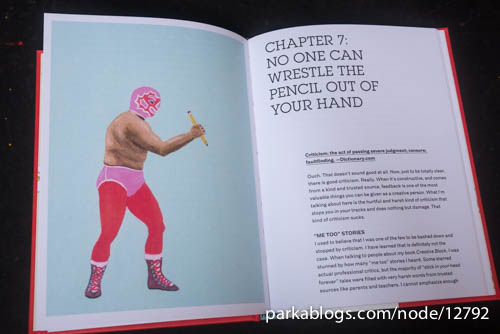 CHAPTER 7:
NO ONE CAN
WRESTLE THE
PENCIL OUT OF
YOUR HAND
Criticism: the act of passing severe judgment; censure;
faultfinding. —Dictionary.com
Ouch. That doesn't sound good at all. Now, just to be totally clear,
there is good criticism. Really. When it's constructive, and comes
from a kind and trusted source, feedback is one of the most
valuable things you can be given as a creative person. What I'm
talking about here is the hurtful and harsh kind of criticism that
stops you in your tracks and does nothing but damage. That
kind of criticism sucks.
"ME TOO" STORIES
I used to believe that I was one of the few to be bashed down and
stopped by criticism. I have learned that is definitely not the
case. When talking to people about my book Creative Block, I was
stunned by how many "me too" stories I heard. Some starred
actual professional critics, but the majority of "stick in your head
forever" tales were filled with very harsh words from trusted
sources like parents and teachers. I cannot emphasize enough
parkablogs.com/node/12792